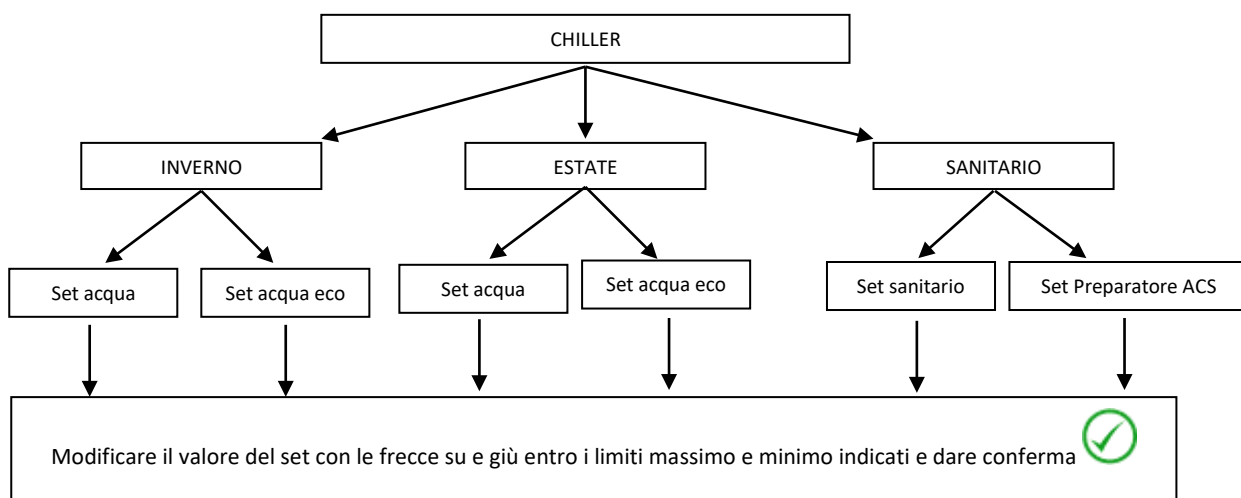 CHILLER
INVERNO
ESTATE
SANITARIO
Set acqua
Set acqua eco
Set acqua
Set acqua eco
Set sanitario
Set Preparatore ACS
Modificare il valore del set con le frecce su e giù entro i limiti massimo e minimo indicati e dare conferma